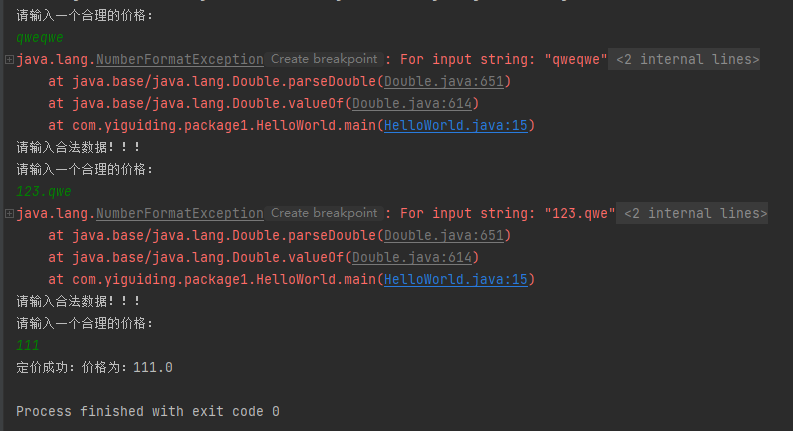 请输入一个合理的价格：
qweqwe
java.lang.NumberFormatException Create breakpoint : For input string: "qweqwe" <2 internal lines>
at java.base/java.lang.Double.parseDouble(Double.java:651)
at java.base/java.lang.Double.valueOf(Double.java:614)
at com.yiguiding.package1.HelloWorld.main(HelloWorld.java:15)
请输入合法数据！！！
请输入一个合理的价格：
123.qwe
java.lang.NumberFormatException Create breakpoint : For input string: "123.qwe" <2 internal lines>
at java.base/java.lang.Double.parseDouble(Double.java:651)
at java.base/java.lang.Double.valueOf(Double.java:614)
at com.yiguiding.package1.HelloWorld.main(HelloWorld.java:15)
请输入合法数据！！！
请输入一个合理的价格：
111
定价成功：价格为：111.0
Process finished with exit code 0